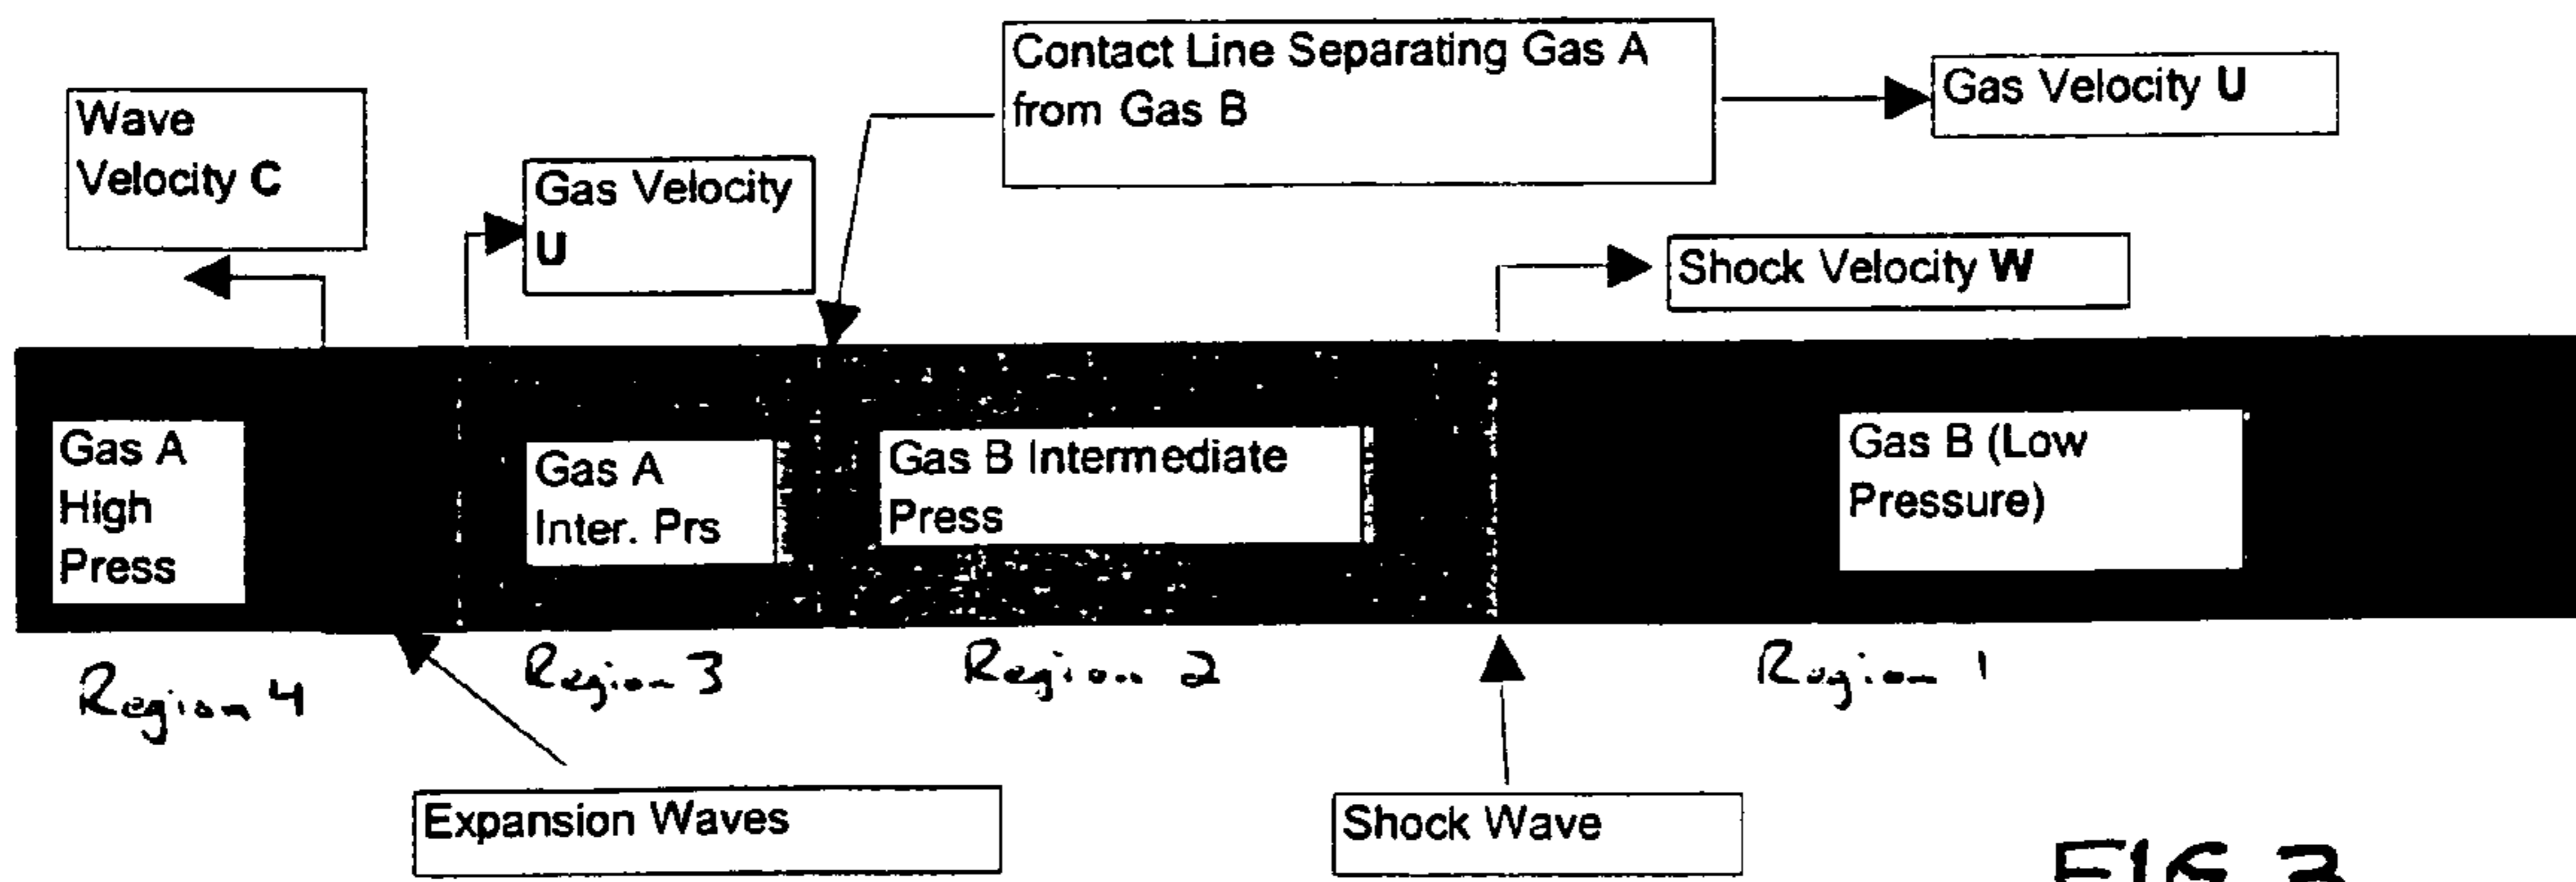 Contact Line Separating Gas A
from Gas B
Gas Velocity U
Wave
Velocity C
Gas Velocity
U
Shock Velocity W
Gas A
High
Press
Gas A
Inter. Prs
Gas B Intermediate
Press
Gas B (Low
Pressure)
Region 4
Region 3
Region 2
Region 1
Expansion Waves
Shock Wave
FIG 3